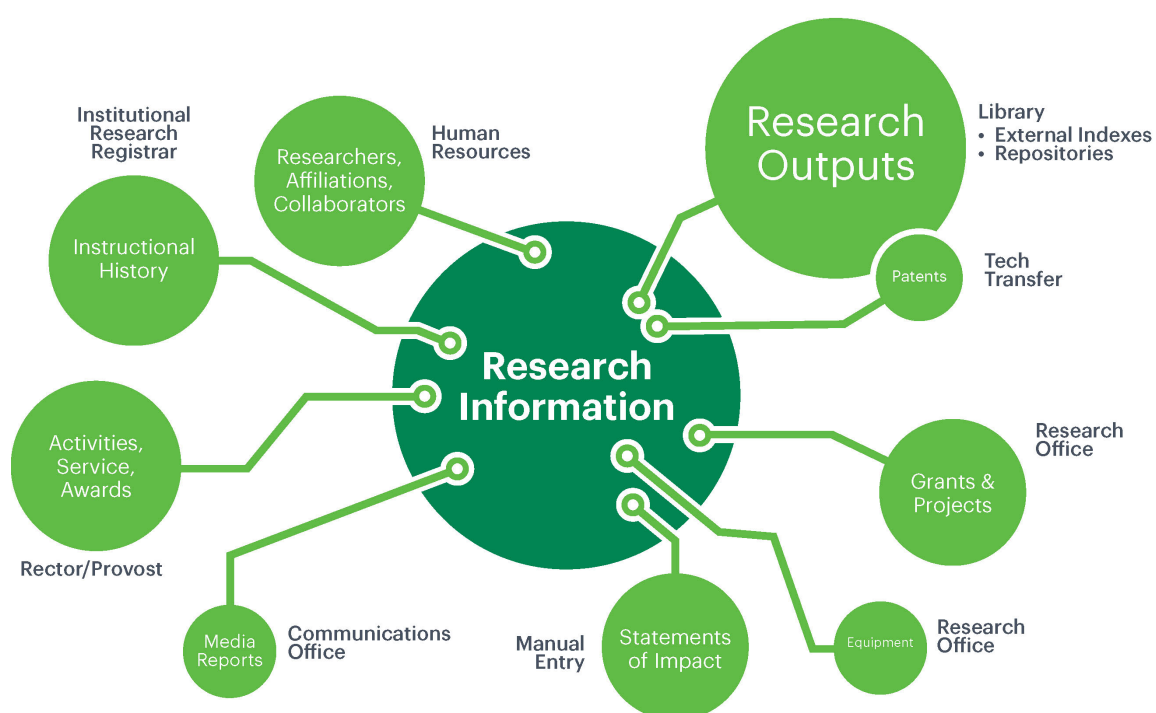 Institutional
Research
Registrar
Instructional
History
Researchers,
Affiliations,
Collaborators
Human
Resources
Research
Outputs
Library
• External Indexes
• Repositories
Patents
Tech
Transfer
Research
Information
Activities,
Service,
Awards
Rector/Provost
Research
Office
Grants &
Projects
Media
Reports
Communications
Office
Manual
Entry
Statements
of Impact
Equipment
Research
Office